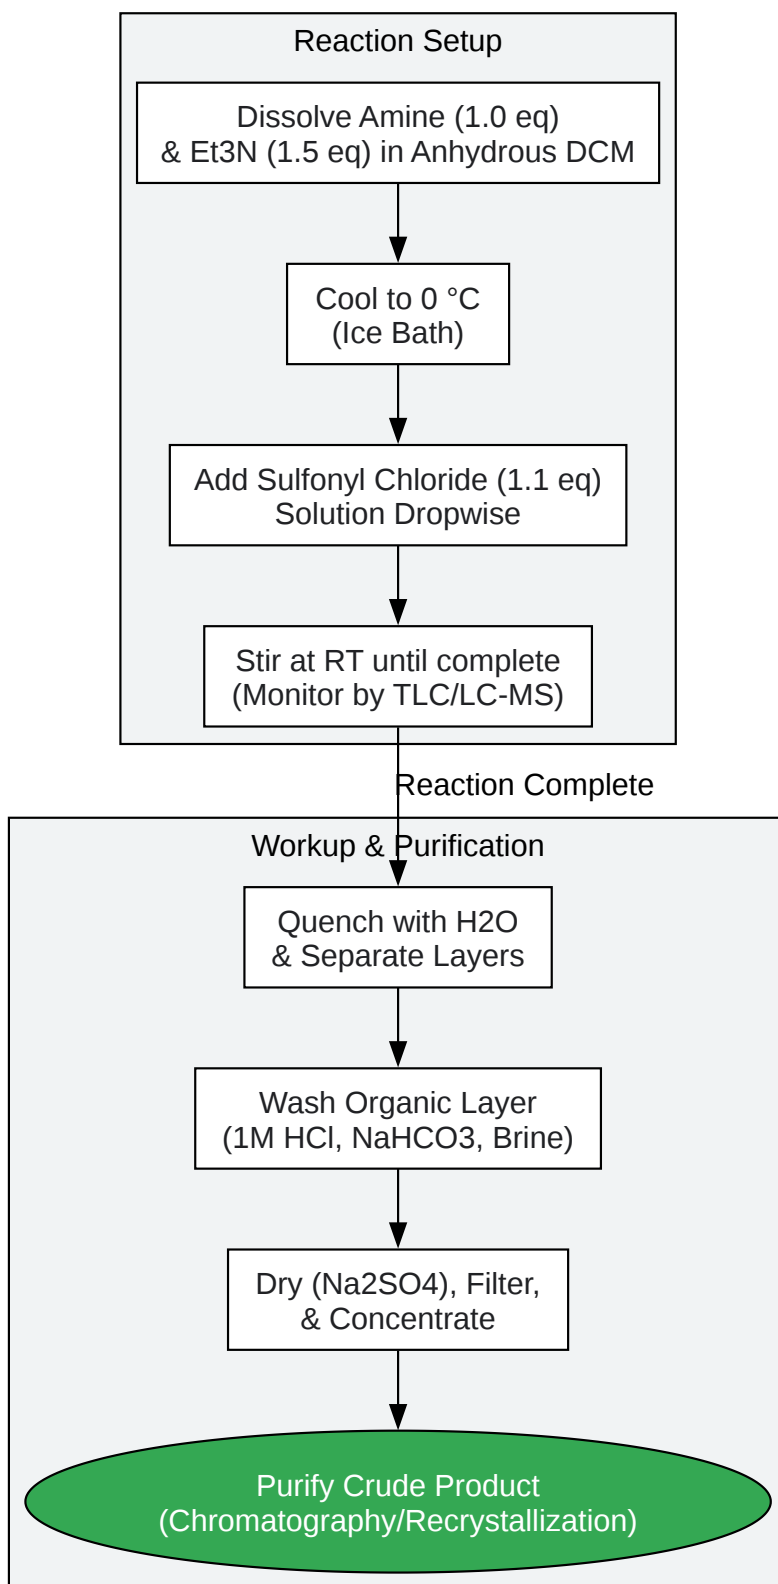 Reaction Setup
Dissolve Amine (1.0 eq)
& Et3N (1.5 eq) in Anhydrous DCM
Cool to 0 °C
(Ice Bath)
Add Sulfonyl Chloride (1.1 eq)
Solution Dropwise
Stir at RT until complete
(Monitor by TLC/LC-MS)
Reaction Complete
Workup & Purification
Quench with H2O
& Separate Layers
Wash Organic Layer
(1M HCl, NaHCO3, Brine)
Dry (Na2SO4), Filter,
& Concentrate
Purify Crude Product
(Chromatography/Recrystallization)